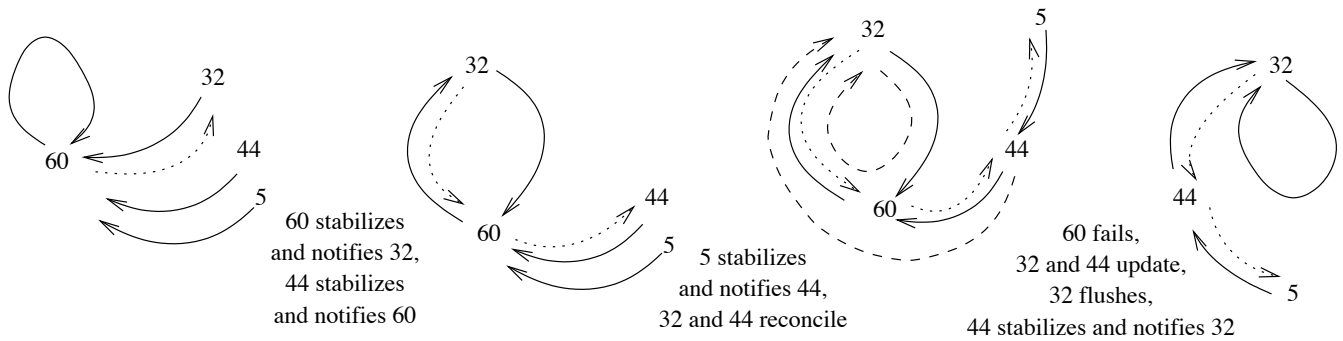 32
60
44
5
60 stabilizes
and notifies 32,
44 stabilizes
and notifies 60
32
60
44
5
5 stabilizes
and notifies 44,
32 and 44 reconcile
32
5
44
60
60 fails,
32 and 44 update,
32 flushes,
44 stabilizes and notifies 32
32
44
5